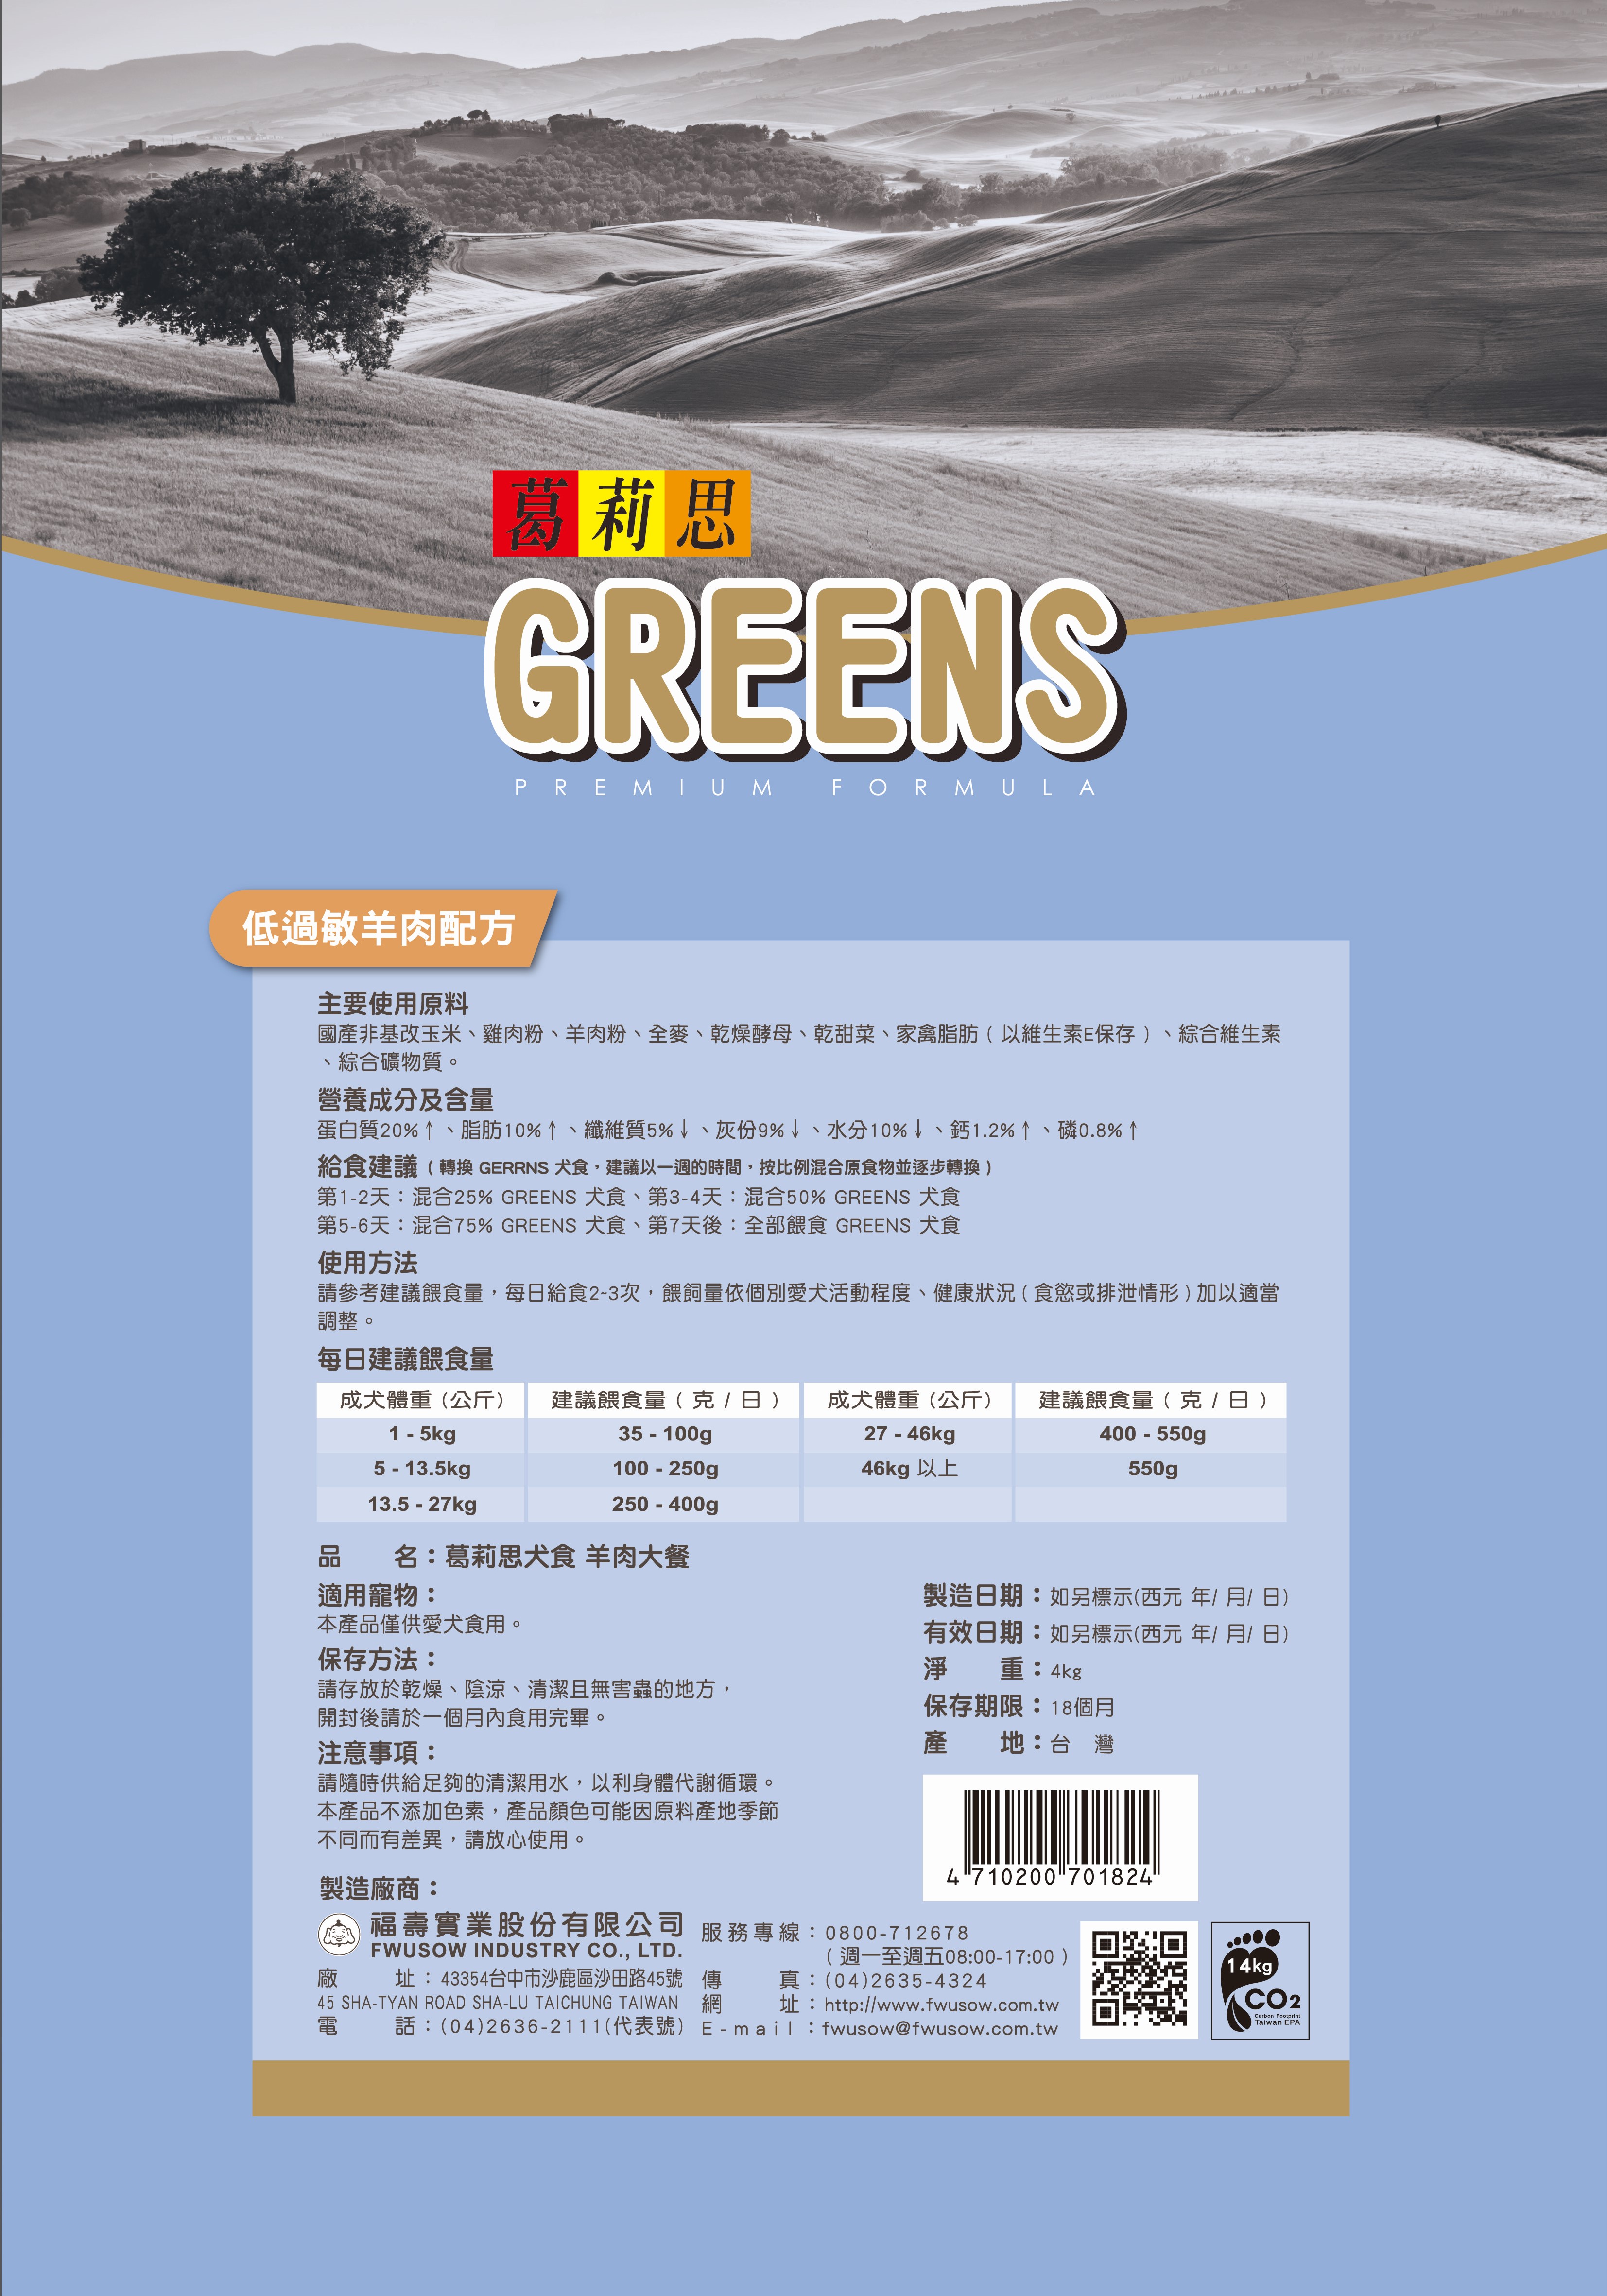 葛莉思
GREENS
PREMIUM FORMULA
低過敏羊肉配方
主要使用原料
國產非基改玉米、雞肉粉、羊肉粉、全麥、乾燥酵母、乾甜菜、家禽脂肪（以維生素E保存）、綜合維生素
、綜合礦物質。
營養成分及含量
蛋白質20%↑、脂肪10%↑、纖維質5%↓、灰份9%↓、水分10%↓、鈣1.2%↑、磷0.8%↑
給食建議（轉換 GERRNS 犬食，建議以一週的時間，按比例混合原食物並逐步轉換）
第1-2天：混合25% GREENS 犬食、第3-4天：混合50% GREENS 犬食
第5-6天：混合75% GREENS 犬食、第7天後：全部餵食 GREENS 犬食
使用方法
請參考建議餵食量，每日給食2~3次，餵飼量依個別愛犬活動程度、健康狀況(食慾或排泄情形)加以適當
調整。
每日建議餵食量
成犬體重(公斤) 建議餵食量(克/日) 成犬體重(公斤) 建議餵食量(克/日)
1 - 5kg 35 - 100g 27 - 46kg 400 - 550g
5 - 13.5kg 100 - 250g 46kg 以上 550g
13.5 - 27kg 250 - 400g
品名：葛莉思犬食 羊肉大餐
適用寵物：
本產品僅供愛犬食用。
保存方法：
請存放於乾燥、陰涼、清潔且無害蟲的地方，
開封後請於一個月內食用完畢。
注意事項：
請隨時供給足夠的清潔用水，以利身體代謝循環。
本產品不添加色素，產品顏色可能因原料產地季節
不同而有差異，請放心使用。
製造日期：如另標示(西元 年/ 月/ 日)
有效日期：如另標示(西元 年/ 月/ 日)
淨重：4kg
保存期限：18個月
產地：台 灣
4 710200 701824
製造廠商：
福壽實業股份有限公司
FWUSOW INDUSTRY CO., LTD.
廠址：43354台中市沙鹿區沙田路45號
45 SHA-TYAN ROAD SHA-LU TAICHUNG TAIWAN
電話：(04)2636-2111(代表號)
服務專線：0800-712678
(週一至週五08:00-17:00)
傳真：(04)2635-4324
網址：http://www.fwusow.com.tw
E-mail：fwusow@fwusow.com.tw
14kg
CO2
Carbon Footprint
Taiwan EPA